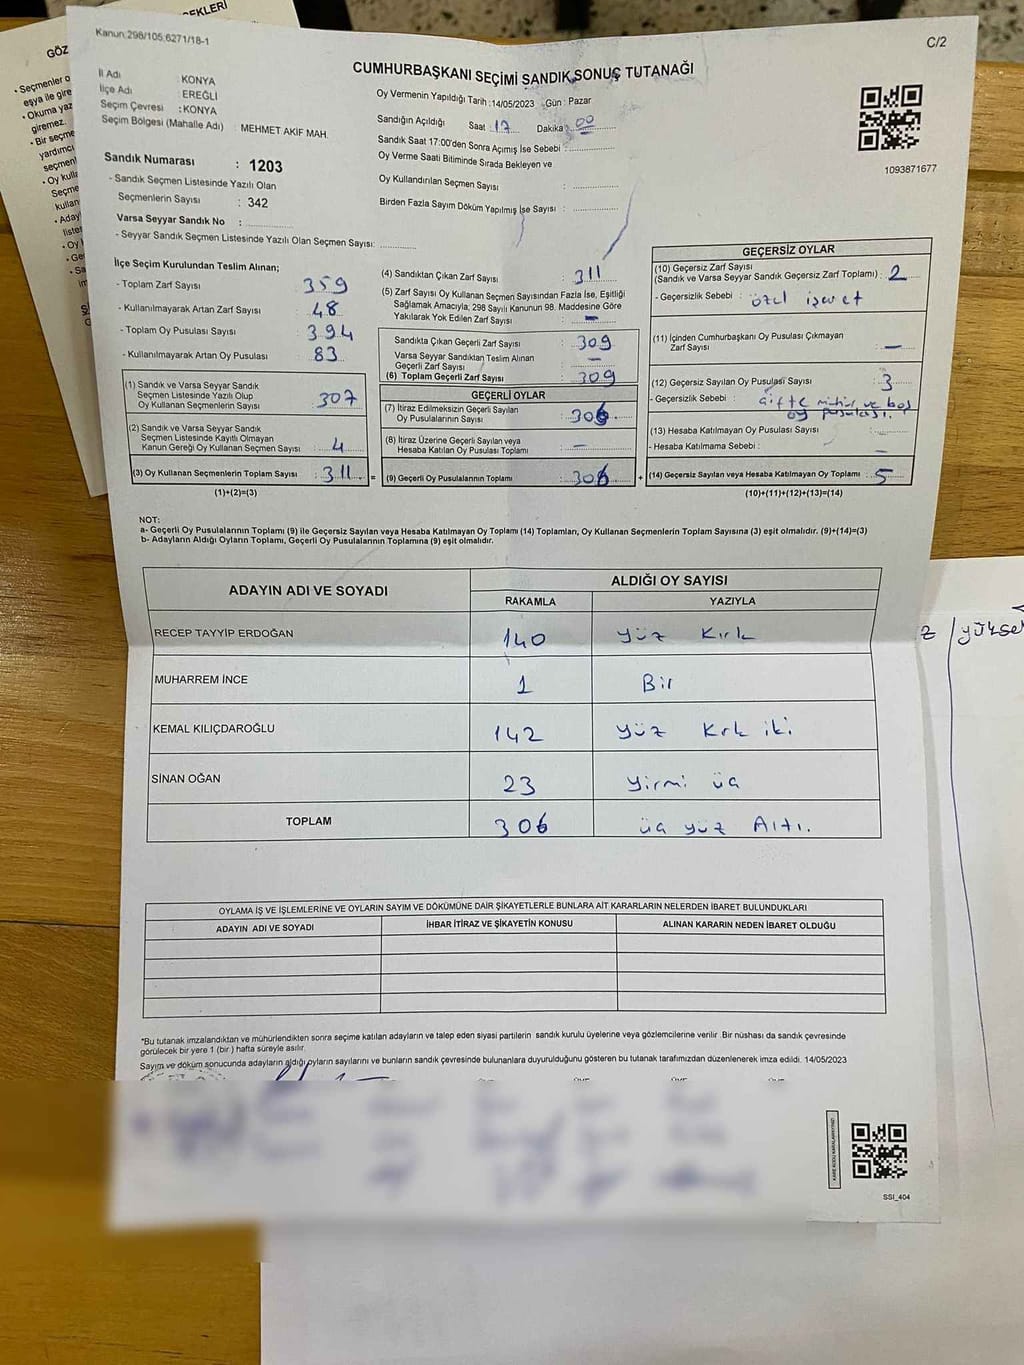 EKLERİ
GÖZ
• Seçmenler o
eşya ile gire
• Okuma yaz
giremez.
• Bir seçme
yardımcı
seçmen
• Oy kulla
Seçme
kullan
• Aday
liste
• Oy
• Ge
• Sa
Kanun:298/105;6271/18-1
C/2
CUMHURBAŞKANI SEÇİMİ SANDIK SONUÇ TUTANAĞI
İl Adı : KONYA
İlçe Adı : EREĞLİ
Seçim Çevresi : KONYA
Seçim Bölgesi (Mahalle Adı) : MEHMET AKİF MAH.
Sandık Numarası : 1203
- Sandık Seçmen Listesinde Yazılı Olan
Seçmenlerin Sayısı : 342
Varsa Seyyar Sandık No :
- Seyyar Sandık Seçmen Listesinde Yazılı Olan Seçmen Sayısı:
Oy Vermenin Yapıldığı Tarih :14/05/2023 Gün : Pazar
Sandığın Açıldığı Saat : 17 Dakika : 00
Sandık Saat 17:00'den Sonra Açımış İse Sebebi :
Oy Verme Saati Bitiminde Sırada Bekleyen ve
Oy Kullandırılan Seçmen Sayısı :
Birden Fazla Sayım Döküm Yapılmış İse Sayısı :
1093871677
İlçe Seçim Kurulundan Teslim Alınan;
- Toplam Zarf Sayısı : 359
- Kullanılmayarak Artan Zarf Sayısı : 48
- Toplam Oy Pusulası Sayısı : 394
- Kullanılmayarak Artan Oy Pusulası : 83
(1) Sandık ve Varsa Seyyar Sandık
Seçmen Listesinde Yazılı Olup
Oy Kullanan Seçmenlerin Sayısı : 307
(2) Sandık ve Varsa Seyyar Sandık
Seçmen Listesinde Kayıtlı Olmayan
Kanun Gereği Oy Kullanan Seçmen Sayısı : 4
(3) Oy Kullanan Seçmenlerin Toplam Sayısı : 311 =
(1)+(2)=(3)
(4) Sandıktan Çıkan Zarf Sayısı : 311
(5) Zarf Sayısı Oy Kullanan Seçmen Sayısından Fazla İse, Eşitliği
Sağlamak Amacıyla, 298 Sayılı Kanunun 98. Maddesine Göre
Yakılarak Yok Edilen Zarf Sayısı : —
Sandıkta Çıkan Geçerli Zarf Sayısı : 309
Varsa Seyyar Sandıktan Teslim Alınan
Geçerli Zarf Sayısı : —
(6) Toplam Geçerli Zarf Sayısı : 309
GEÇERLİ OYLAR
(7) İtiraz Edilmeksizin Geçerli Sayılan
Oy Pusulalarının Sayısı : 306
(8) İtiraz Üzerine Geçerli Sayılan veya
Hesaba Katılan Oy Pusulası Toplamı : —
(9) Geçerli Oy Pusulalarının Toplamı : 306 +
GEÇERSİZ OYLAR
(10) Geçersiz Zarf Sayısı
(Sandık ve Varsa Seyyar Sandık Geçersiz Zarf Toplamı) : 2
- Geçersizlik Sebebi : özel işaret
(11) İçinden Cumhurbaşkanı Oy Pusulası Çıkmayan
Zarf Sayısı : —
(12) Geçersiz Sayılan Oy Pusulası Sayısı : 3
- Geçersizlik Sebebi : çifte mühür ve boş
oy pusulası.
(13) Hesaba Katılmayan Oy Pusulası Sayısı :
- Hesaba Katılmama Sebebi : —
(14) Geçersiz Sayılan veya Hesaba Katılmayan Oy Toplamı : 5
(10)+(11)+(12)+(13)=(14)
NOT:
a- Geçerli Oy Pusulalarının Toplamı (9) ile Geçersiz Sayılan veya Hesaba Katılmayan Oy Toplamı (14) Toplamları, Oy Kullanan Seçmenlerin Toplam Sayısına (3) eşit olmalıdır. (9)+(14)=(3)
b- Adayların Aldığı Oyların Toplamı, Geçerli Oy Pusulalarının Toplamına (9) eşit olmalıdır.
ADAYIN ADI VE SOYADI
ALDIĞI OY SAYISI
RAKAMLA YAZIYLA
RECEP TAYYİP ERDOĞAN 140 yüz kırk
MUHARREM İNCE 1 Bir
KEMAL KILIÇDAROĞLU 142 yüz kırk iki
SİNAN OĞAN 23 yirmi üç
TOPLAM 306 üç yüz Altı.
z / yüksek
OYLAMA İŞ VE İŞLEMLERİNE VE OYLARIN SAYIM VE DÖKÜMÜNE DAİR ŞİKAYETLERLE BUNLARA AİT KARARLARIN NELERDEN İBARET BULUNDUKLARI
ADAYIN ADI VE SOYADI İHBAR İTİRAZ VE ŞİKAYETİN KONUSU ALINAN KARARIN NEDEN İBARET OLDUĞU
*Bu tutanak imzalandıktan ve mühürlendikten sonra seçime katılan adayların ve talep eden siyasi partilerin sandık kurulu üyelerine veya gözlemcilerine verilir .Bir nüshası da sandık çevresinde
görülecek bir yere 1 (bir ) hafta süreyle asılır.
Sayım ve döküm sonucunda adayların aldığı oyların sayılarını ve bunların sandık çevresinde bulunanlara duyurulduğunu gösteren bu tutanak tarafımızdan düzenlenerek imza edildi. 14/05/2023
SSI_404